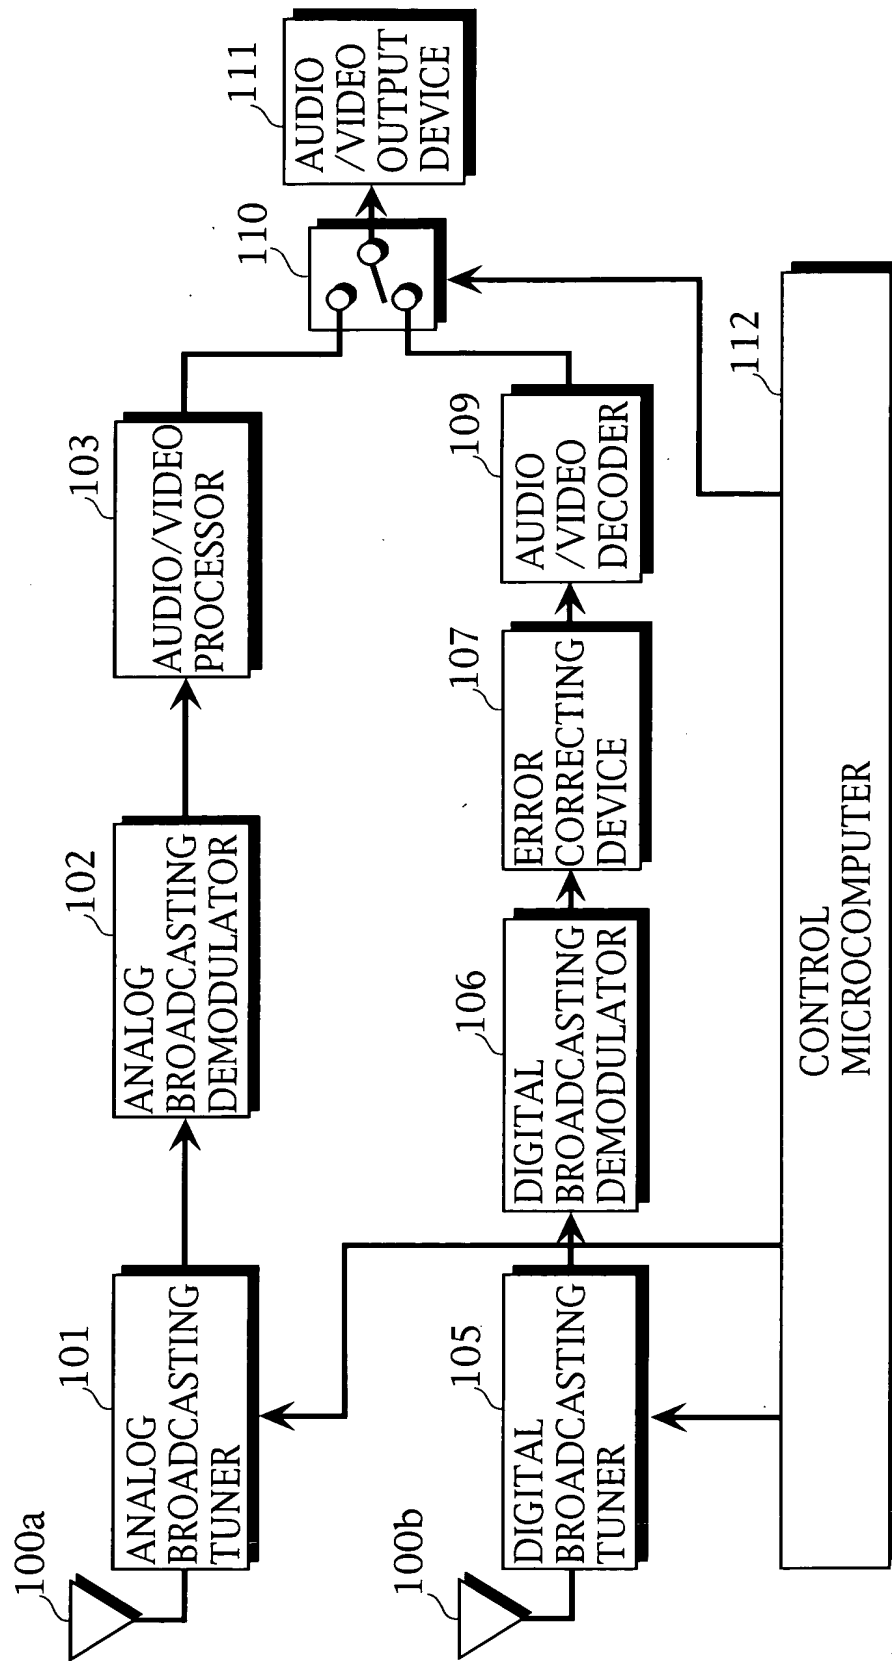 100a
101
ANALOG
BROADCASTING
TUNER
102
ANALOG
BROADCASTING
DEMODULATOR
103
AUDIO/VIDEO
PROCESSOR
110
111
AUDIO
/VIDEO
OUTPUT
DEVICE
100b
105
DIGITAL
BROADCASTING
TUNER
106
DIGITAL
BROADCASTING
DEMODULATOR
107
ERROR
CORRECTING
DEVICE
109
AUDIO
/VIDEO
DECODER
112
CONTROL
MICROCOMPUTER